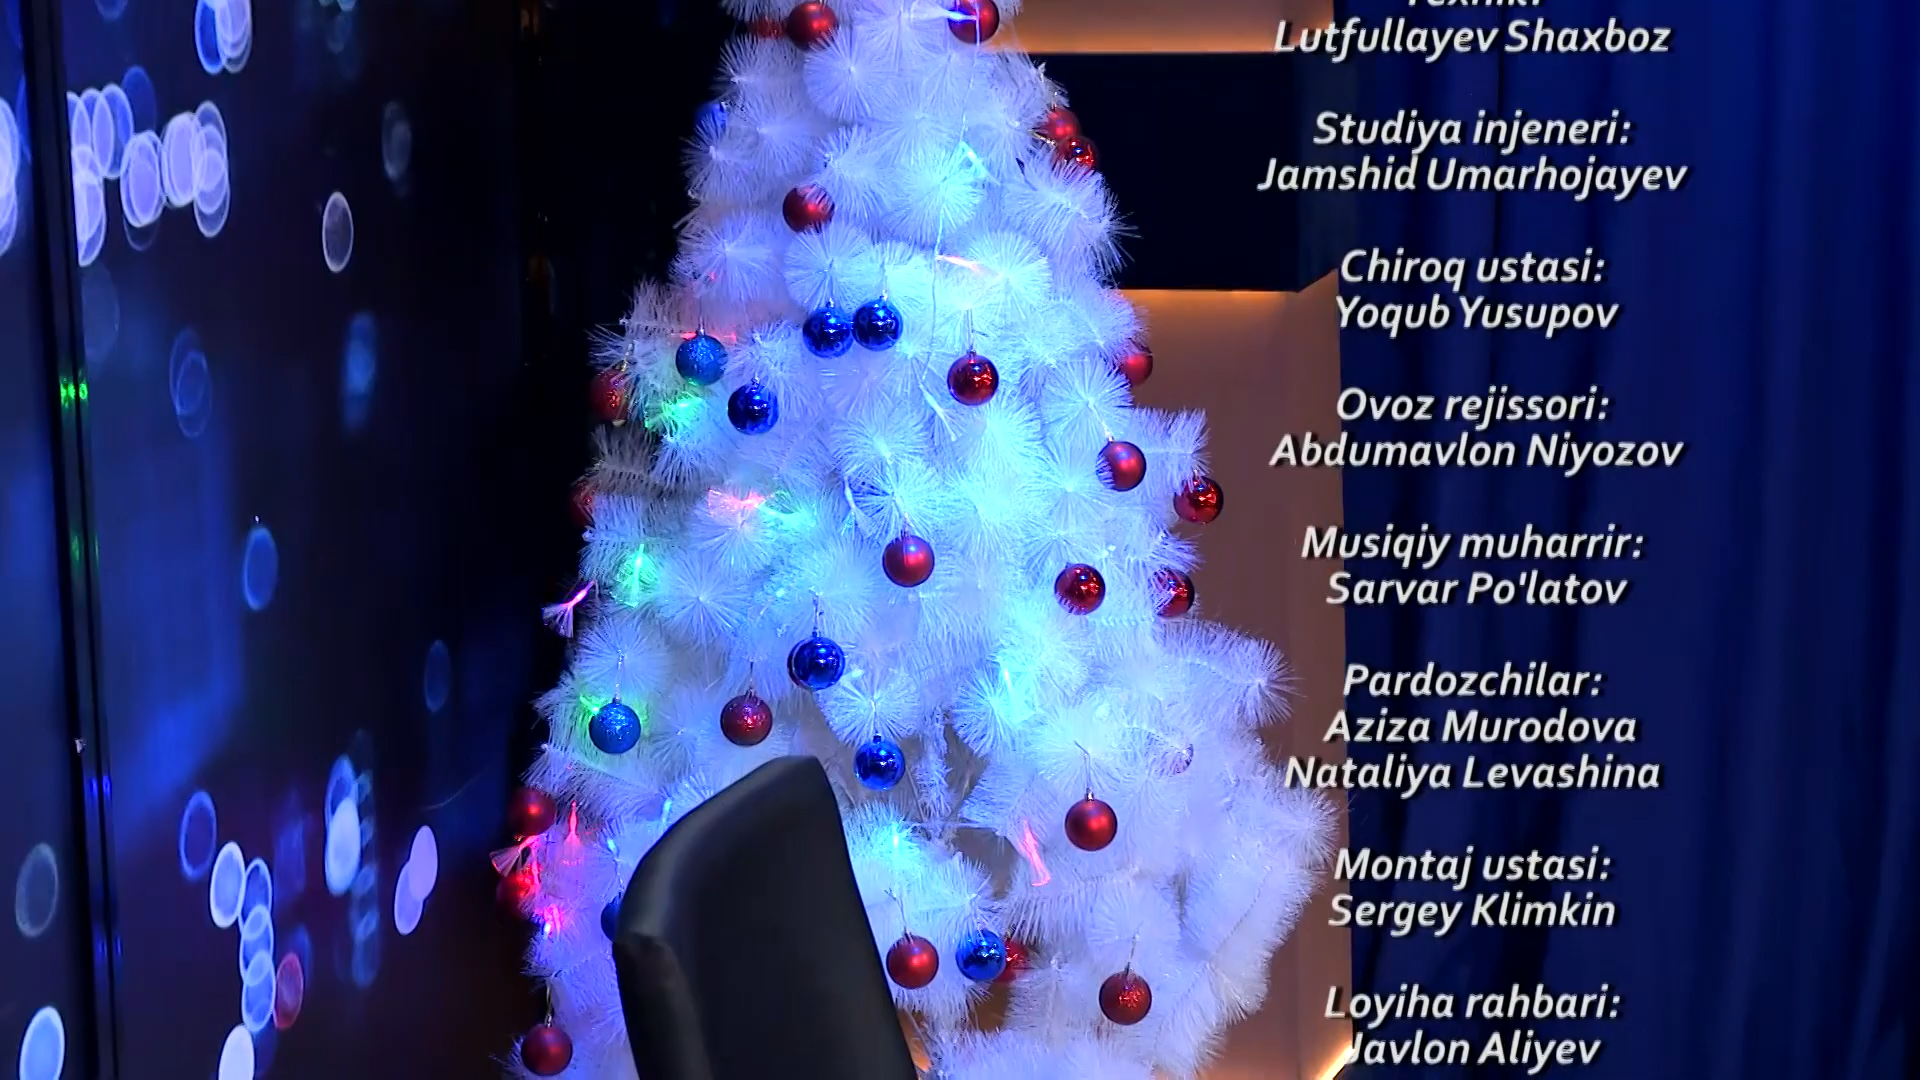 Lutfullayev Shaxboz
Studiya injeneri:
Jamshid Umarhojayev
Chiroq ustasi:
Yoqub Yusupov
Ovoz rejissori:
Abdumavlon Niyozov
Musiqiy muharrir:
Sarvar Po'latov
Pardozchilar:
Aziza Murodova
Nataliya Levashina
Montaj ustasi:
Sergey Klimkin
Loyiha rahbari:
Javlon Aliyev